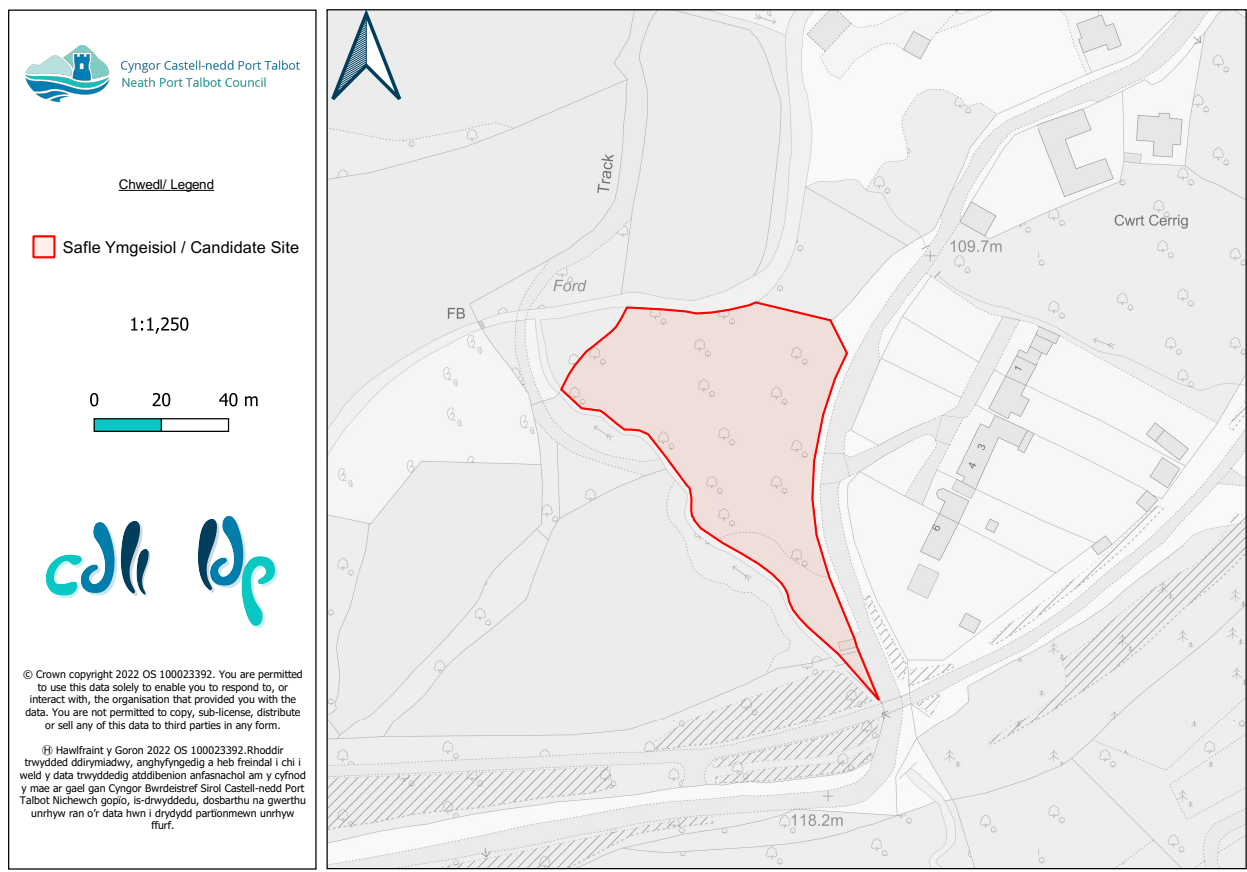 Cyngor Castell-nedd Port Talbot
Neath Port Talbot Council
Chwedl/ Legend
Safle Ymgeisiol / Candidate Site
1:1,250
0 20 40 m
cdll ldp
© Crown copyright 2022 OS 100023392. You are permitted
to use this data solely to enable you to respond to, or
interact with, the organisation that provided you with the
data. You are not permitted to copy, sub-license, distribute
or sell any of this data to third parties in any form.
Ⓗ Hawlfraint y Goron 2022 OS 100023392.Rhoddir
trwydded ddirymiadwy, anghyfyngedig a heb freindal i chi i
weld y data trwyddedig atddibenion anfasnachol am y cyfnod
y mae ar gael gan Cyngor Bwrdeistref Sirol Castell-nedd Port
Talbot Nichewch gopïo, is-drwyddedu, dosbarthu na gwerthu
unrhyw ran o'r data hwn i drydydd partïonmewn unrhyw
ffurf.
Track
Cwrt Cerrig
109.7m
Ford
FB
1
3
4
6
118.2m